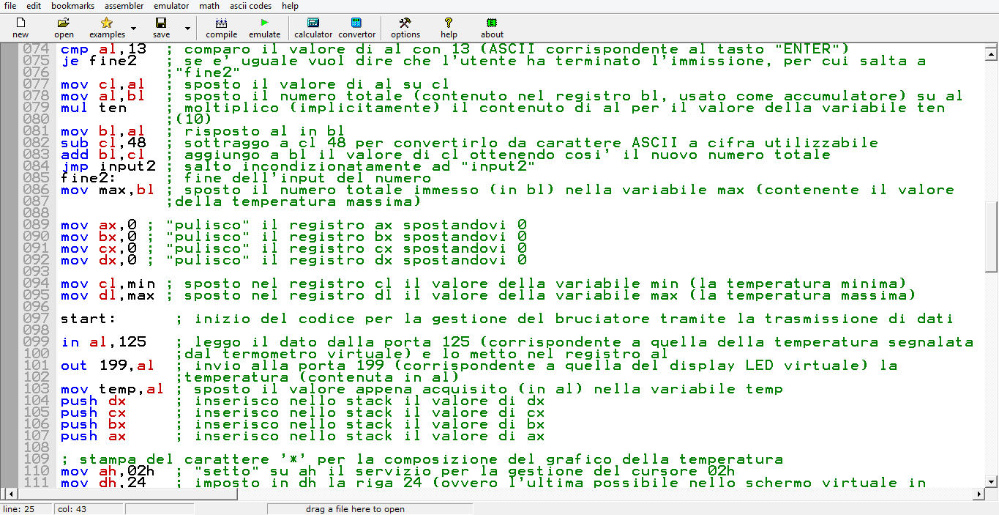 file edit bookmarks assembler emulator math ascii codes help
new open examples save compile emulate calculator convertor options help about
074 cmp al,13 ; comparo il valore di al con 13 (ASCII corrispondente al tasto "ENTER")
075 je fine2 ; se e' uguale vuol dire che l'utente ha terminato l'immissione, per cui salta a
076 ;"fine2"
077 mov cl,al ; sposto il valore di al su cl
078 mov al,bl ; sposto il numero totale (contenuto nel registro bl, usato come accumulatore) su al
079 mul ten ; moltiplico (implicitamente) il contenuto di al per il valore della variabile ten
080 ;(10)
081 mov bl,al ; risposto al in bl
082 sub cl,48 ; sottraggo a cl 48 per convertirlo da carattere ASCII a cifra utilizzabile
083 add bl,cl ; aggiungo a bl il valore di cl ottenendo cosi' il nuovo numero totale
084 jmp input2 ; salto incondizionatamente ad "input2"
085 fine2: ; fine dell'input del numero
086 mov max,bl ; sposto il numero totale immesso (in bl) nella variabile max (contenente il valore
087 ;della temperatura massima)
088
089 mov ax,0 ; "pulisco" il registro ax spostandovi 0
090 mov bx,0 ; "pulisco" il registro bx spostandovi 0
091 mov cx,0 ; "pulisco" il registro cx spostandovi 0
092 mov dx,0 ; "pulisco" il registro dx spostandovi 0
093
094 mov cl,min ; sposto nel registro cl il valore della variabile min (la temperatura minima)
095 mov dl,max ; sposto nel registro dl il valore della variabile max (la temperatura massima)
096
097 start: ; inizio del codice per la gestione del bruciatore tramite la trasmissione di dati
098
099 in al,125 ; leggo il dato dalla porta 125 (corrispondente a quella della temperatura segnalata
100 ;dal termometro virtuale) e lo metto nel registro al
101 out 199,al ; invio alla porta 199 (corrispondente a quella del display LED virtuale) la
102 ;temperatura (contenuta in al)
103 mov temp,al ; sposto il valore appena acquisito (in al) nella variabile temp
104 push dx ; inserisco nello stack il valore di dx
105 push cx ; inserisco nello stack il valore di cx
106 push bx ; inserisco nello stack il valore di bx
107 push ax ; inserisco nello stack il valore di ax
108
109 ; stampa del carattere '*' per la composizione del grafico della temperatura
110 mov ah,02h ; "setto" su ah il servizio per la gestione del cursore 02h
111 mov dh,24 ; imposto in dh la riga 24 (ovvero l'ultima possibile nello schermo virtuale in
line: 25 col: 43 drag a file here to open